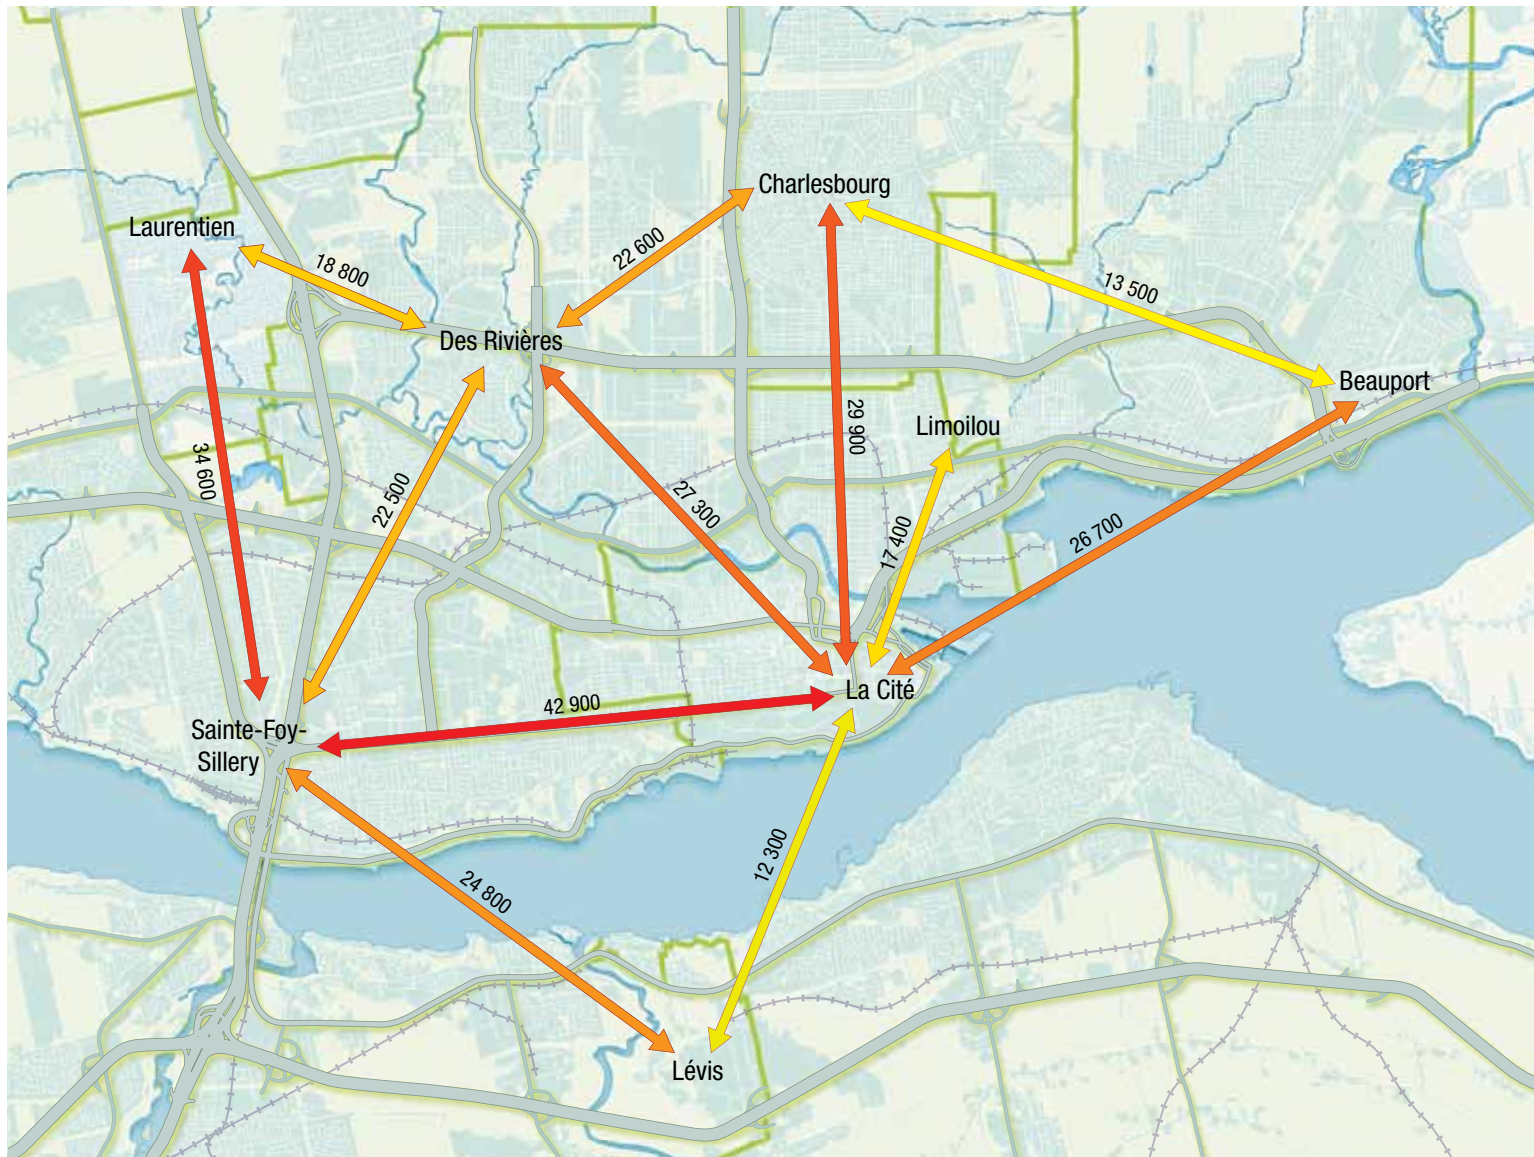 Charlesbourg
Laurentien
22 600
18 800
13 500
Des Rivières
Beauport
Limoilou
29 900
34 600
22 500
27 300
17 400
26 700
La Cité
42 900
Sainte-Foy-
Sillery
12 300
24 800
Lévis